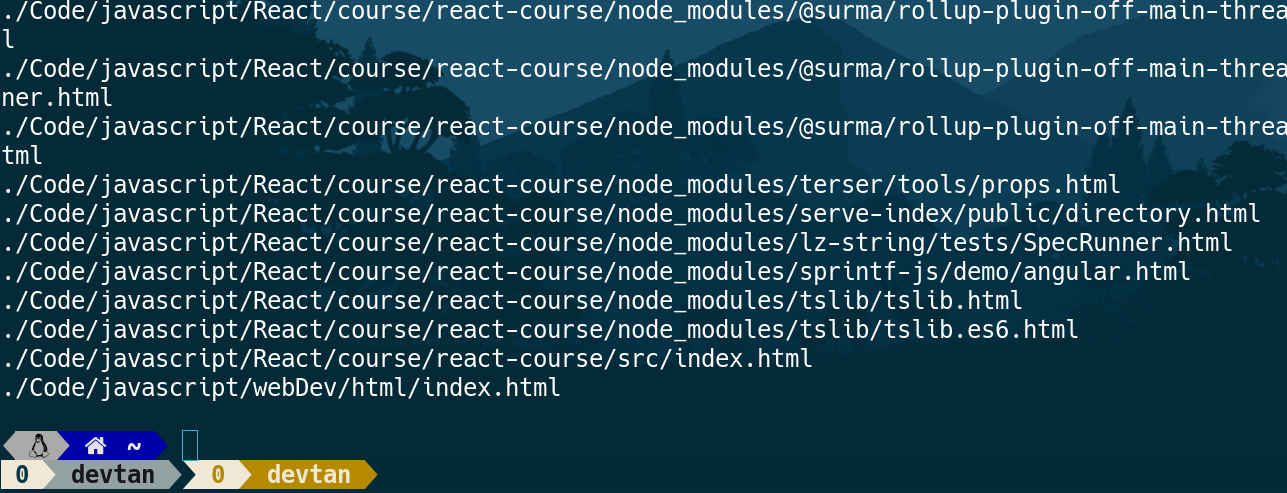 ./Code/javascript/React/course/react-course/node_modules/@surma/rollup-plugin-off-main-threa
l
./Code/javascript/React/course/react-course/node_modules/@surma/rollup-plugin-off-main-threa
ner.html
./Code/javascript/React/course/react-course/node_modules/@surma/rollup-plugin-off-main-threa
tml
./Code/javascript/React/course/react-course/node_modules/terser/tools/props.html
./Code/javascript/React/course/react-course/node_modules/serve-index/public/directory.html
./Code/javascript/React/course/react-course/node_modules/lz-string/tests/SpecRunner.html
./Code/javascript/React/course/react-course/node_modules/sprintf-js/demo/angular.html
./Code/javascript/React/course/react-course/node_modules/tslib/tslib.html
./Code/javascript/React/course/react-course/node_modules/tslib/tslib.es6.html
./Code/javascript/React/course/react-course/src/index.html
./Code/javascript/webDev/html/index.html
~
0 devtan 0 devtan